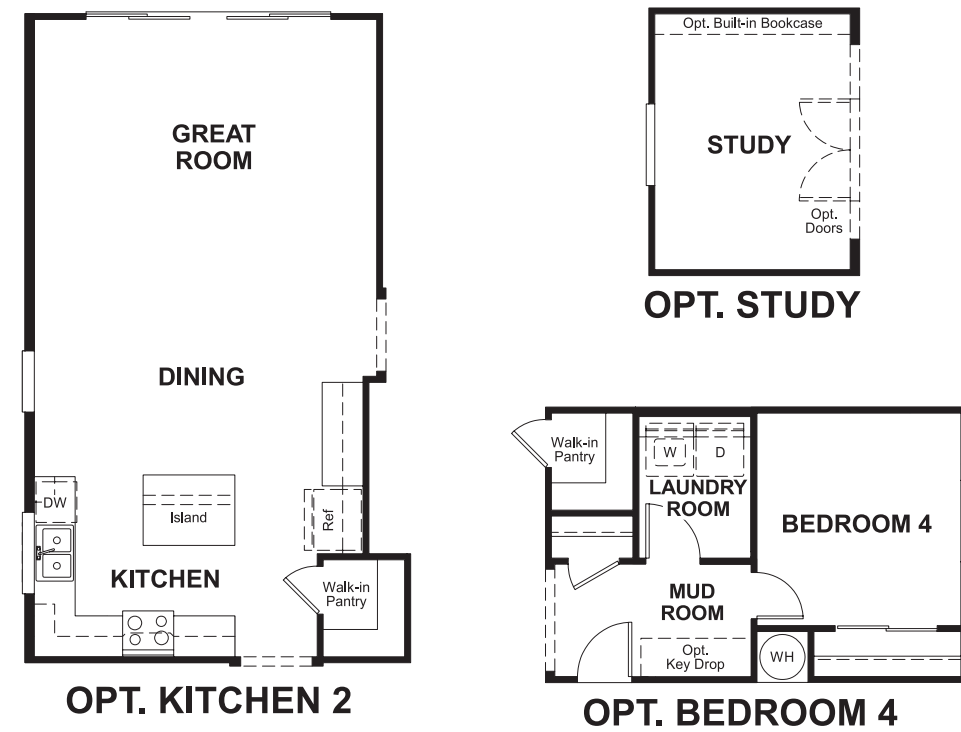 GREAT
ROOM
DINING
DW
Island
Ref
KITCHEN
Walk-in
Pantry
OPT. KITCHEN 2
Opt. Built-in Bookcase
STUDY
Opt.
Doors
OPT. STUDY
Walk-in
Pantry
W
D
LAUNDRY
ROOM
BEDROOM 4
MUD
ROOM
Opt.
Key Drop
WH
OPT. BEDROOM 4